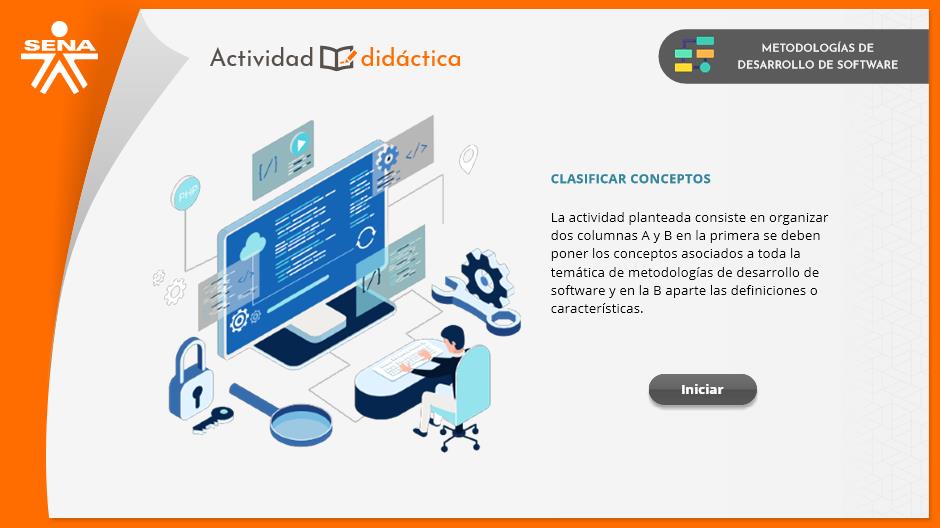 SENA
Actividad didáctica
METODOLOGÍAS DE
DESARROLLO DE SOFTWARE
PHP
[/]
</>
</>
[/]
CLASIFICAR CONCEPTOS
La actividad planteada consiste en organizar
dos columnas A y B en la primera se deben
poner los conceptos asociados a toda la
temática de metodologías de desarrollo de
software y en la B aparte las definiciones o
características.
Iniciar